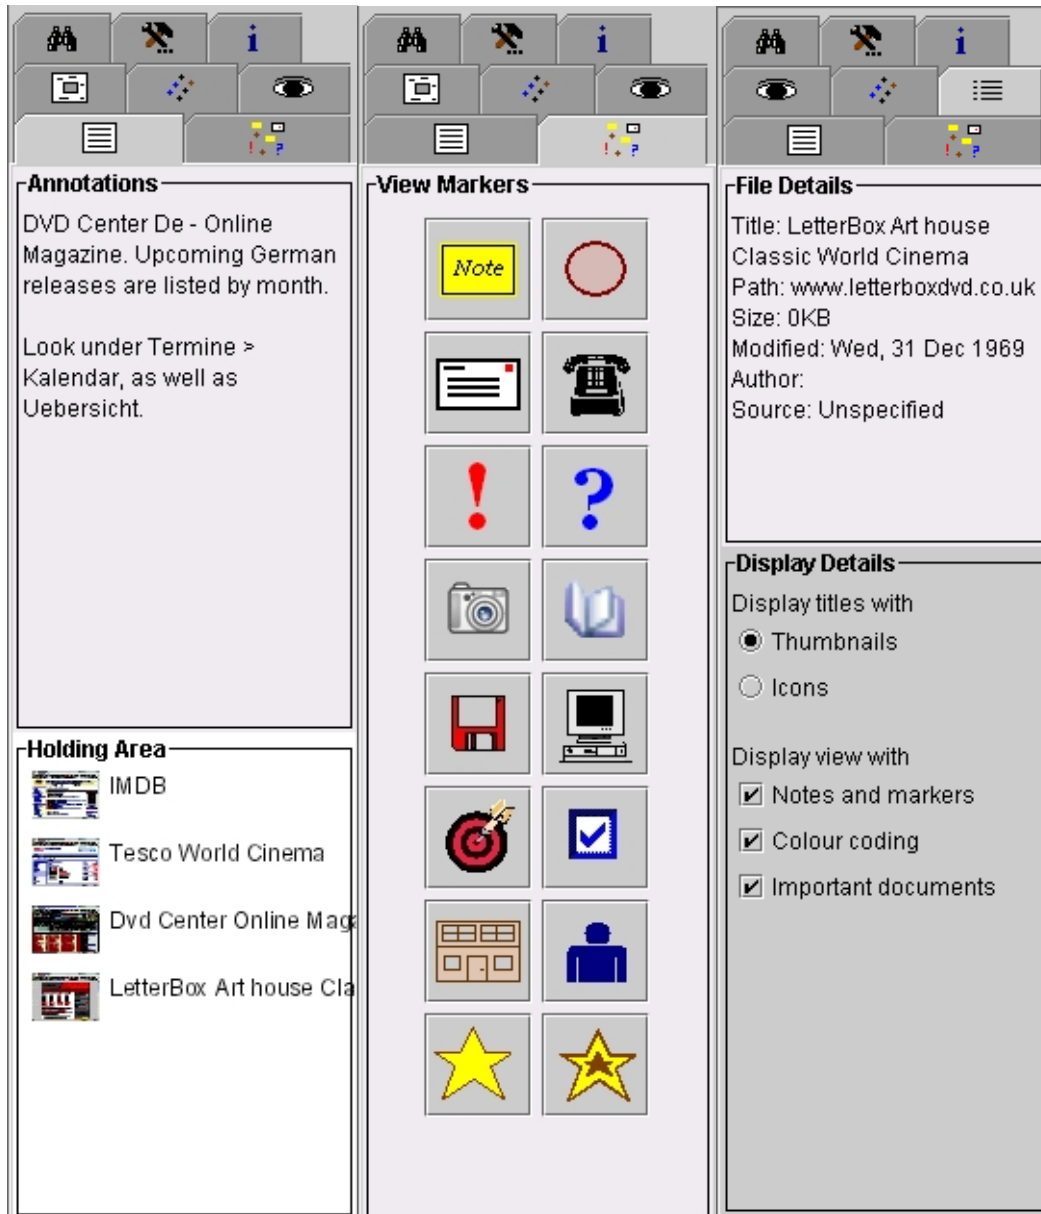 Annotations
DVD Center De - Online
Magazine. Upcoming German
releases are listed by month.
Look under Termine >
Kalendar, as well as
Uebersicht.
Holding Area
IMDB
Tesco World Cinema
Dvd Center Online Maga
LetterBox Art house Cla
View Markers
Note
!
?
File Details
Title: LetterBox Art house
Classic World Cinema
Path: www.letterboxdvd.co.uk
Size: 0KB
Modified: Wed, 31 Dec 1969
Author:
Source: Unspecified
Display Details
Display titles with
Thumbnails
Icons
Display view with
Notes and markers
Colour coding
Important documents